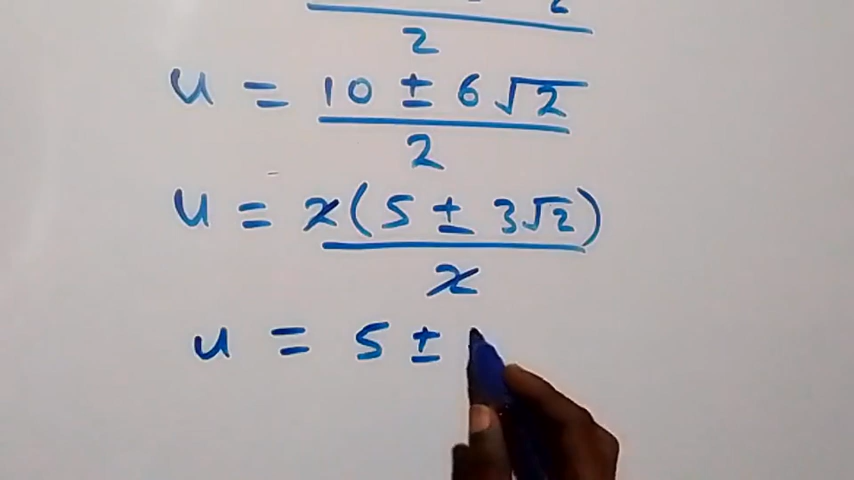 2
u = 10 ± 6√2
2
u = 2(5 ± 3√2)
2
u = 5 ±